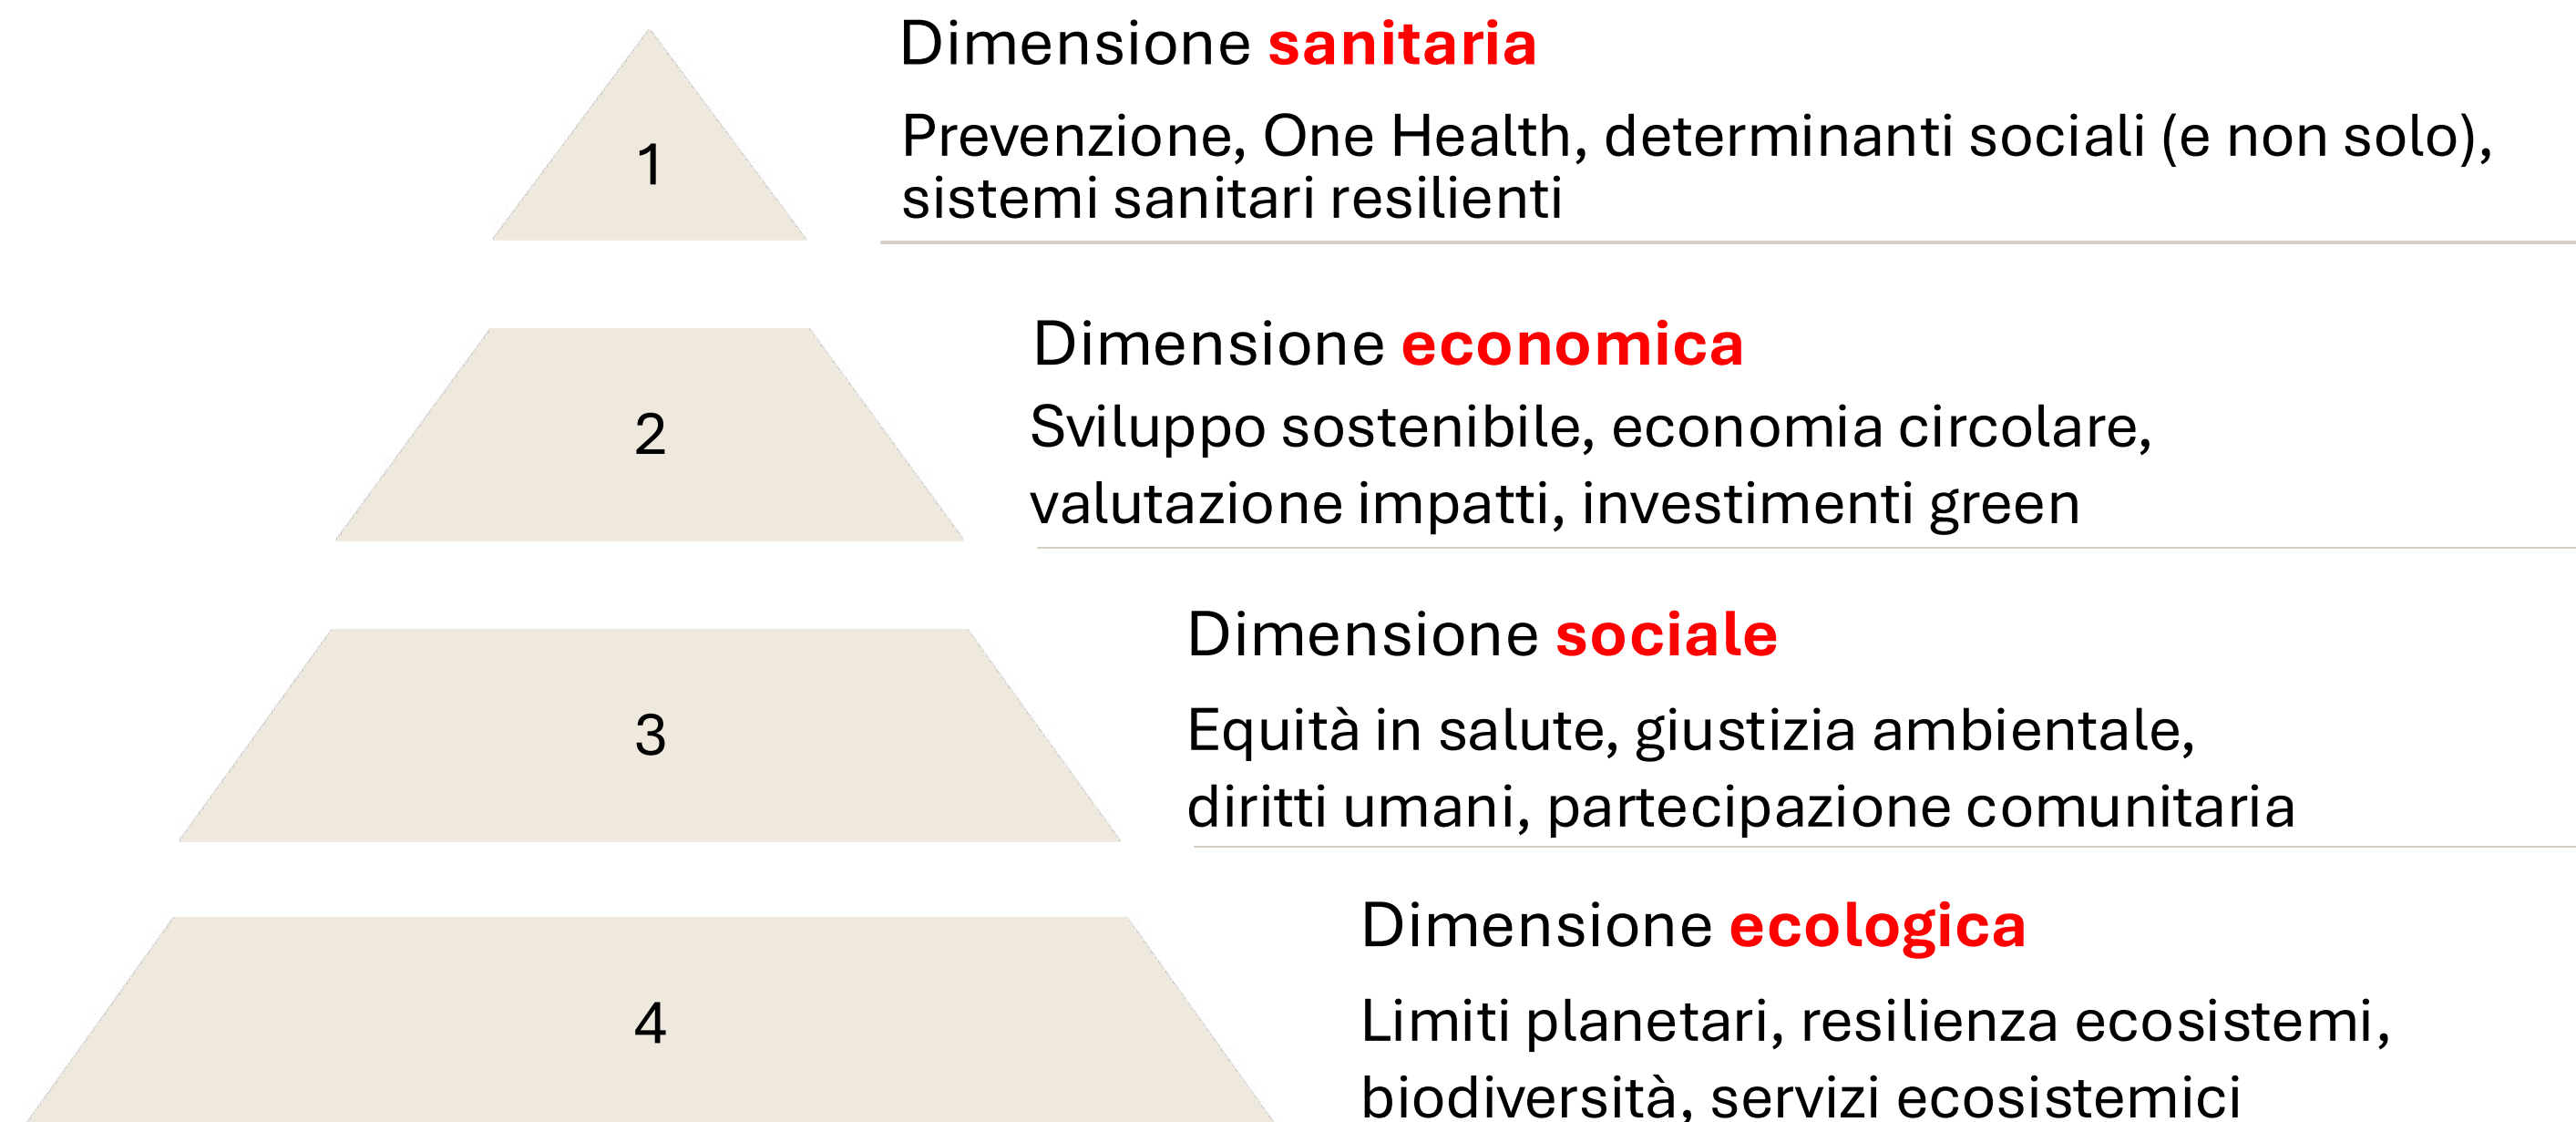 Dimensione sanitaria
1
Prevenzione, One Health, determinanti sociali (e non solo),
sistemi sanitari resilienti
Dimensione economica
2
Sviluppo sostenibile, economia circolare,
valutazione impatti, investimenti green
Dimensione sociale
3
Equità in salute, giustizia ambientale,
diritti umani, partecipazione comunitaria
Dimensione ecologica
4
Limiti planetari, resilienza ecosistemi,
biodiversità, servizi ecosistemici